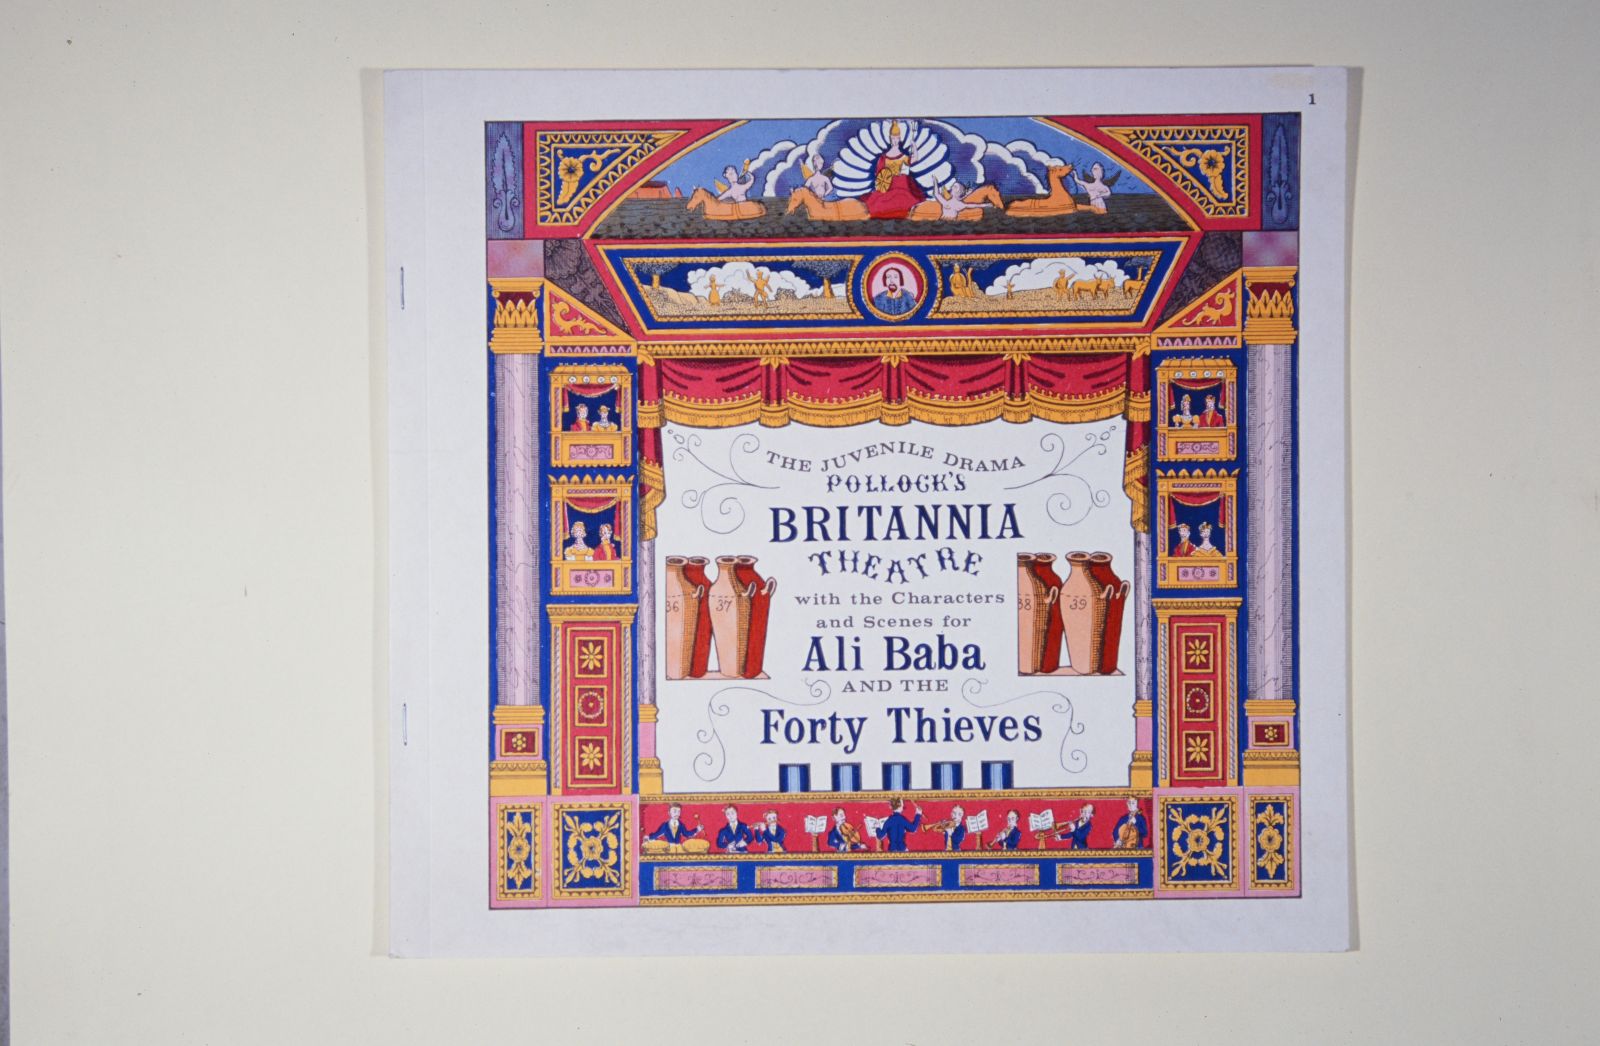 1
THE JUVENILE DRAMA
POLLOCK'S
BRITANNIA
THEATRE
with the Characters
and Scenes for
Ali Baba
AND THE
Forty Thieves
36 37
38 39